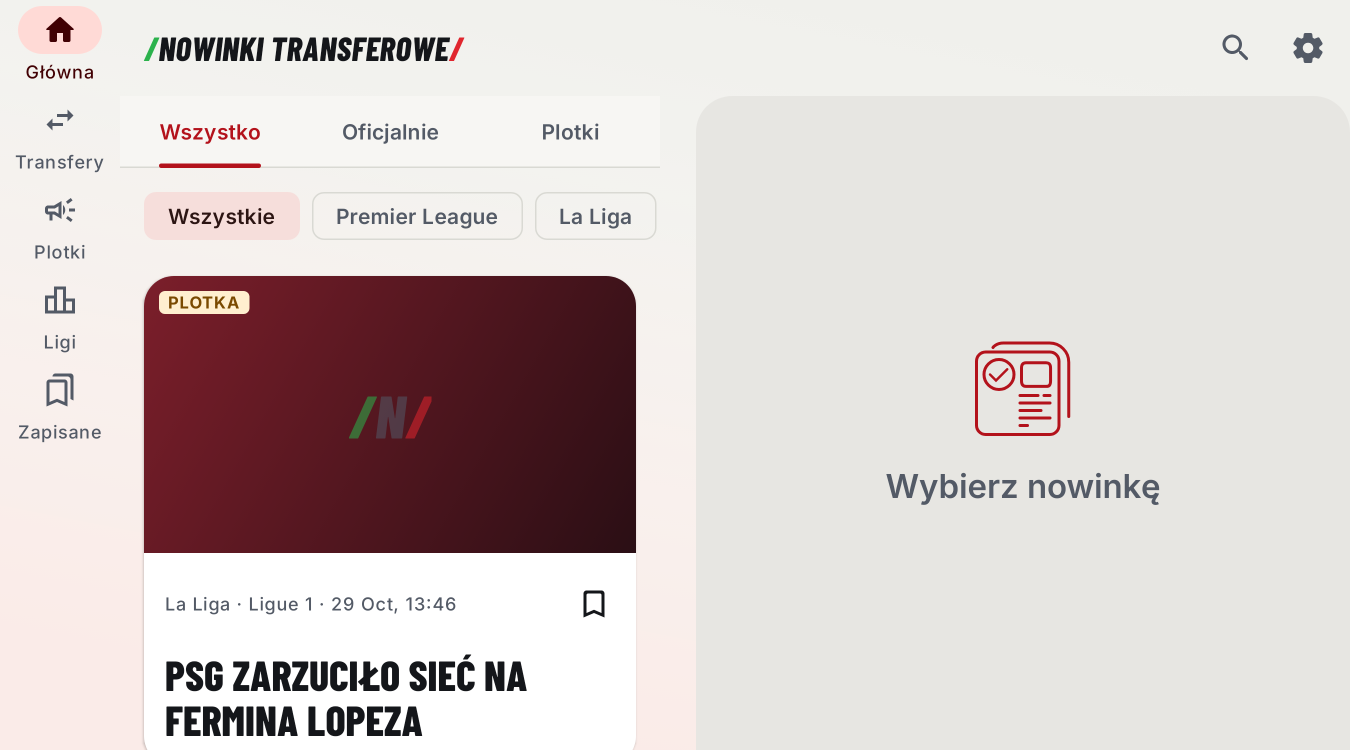 Główna
Transfery
Plotki
Ligi
Zapisane
/NOWINKI TRANSFEROWE/
Wszystko
Oficjalnie
Plotki
Wszystkie
Premier League
La Liga
PLOTKA
/N/
La Liga · Ligue 1 · 29 Oct, 13:46
PSG ZARZUCIŁO SIEĆ NA
FERMINA LOPEZA
Wybierz nowinkę